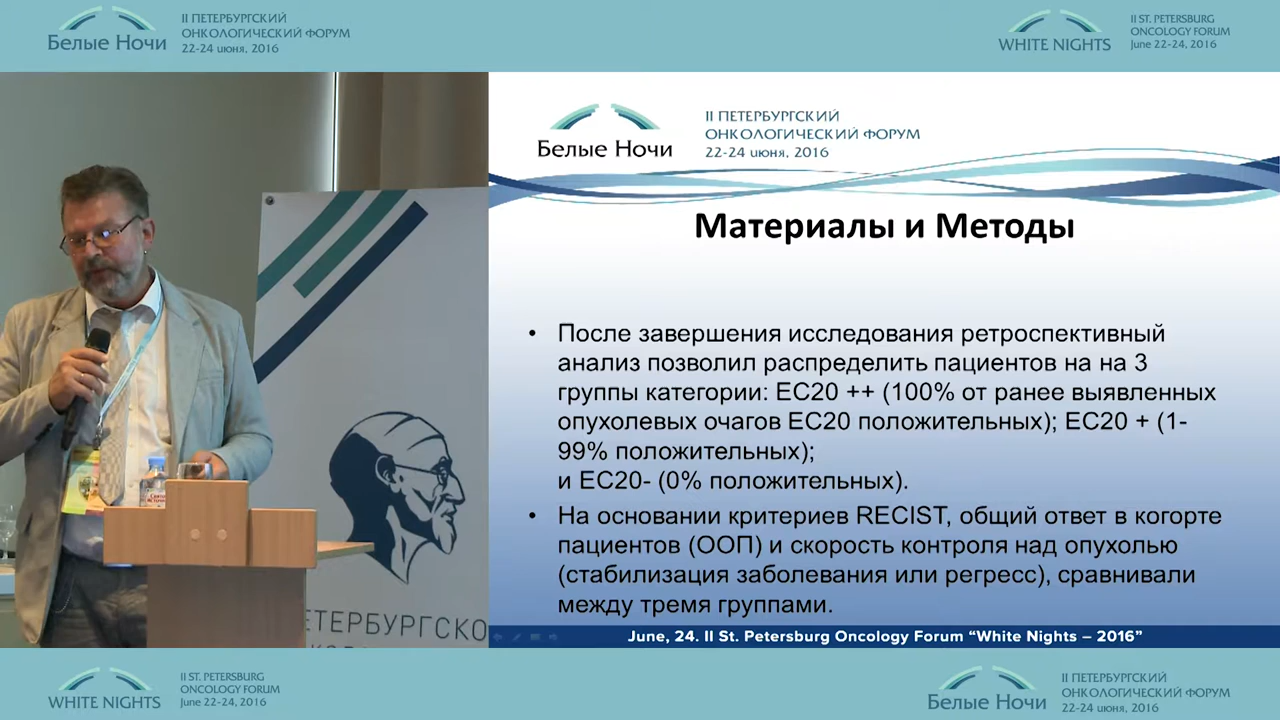 Белые Ночи
II ПЕТЕРБУРГСКИЙ
ОНКОЛОГИЧЕСКИЙ ФОРУМ
22-24 июня, 2016
WHITE NIGHTS
II ST. PETERSBURG
ONCOLOGY FORUM
June 22-24, 2016
Белые Ночи
II ПЕТЕРБУРГСКИЙ
ОНКОЛОГИЧЕСКИЙ ФОРУМ
22-24 июня, 2016
Материалы и Методы
• После завершения исследования ретроспективный
анализ позволил распределить пациентов на на 3
группы категории: EC20 ++ (100% от ранее выявленных
опухолевых очагов EC20 положительных); EC20 + (1-
99% положительных);
и EC20- (0% положительных).
• На основании критериев RECIST, общий ответ в когорте
пациентов (ООП) и скорость контроля над опухолью
(стабилизация заболевания или регресс), сравнивали
между тремя группами.
June, 24. II St. Petersburg Oncology Forum “White Nights – 2016”
ЕТЕРБУРГСКО
WHITE NIGHTS
II ST. PETERSBURG
ONCOLOGY FORUM
June 22-24, 2016
Белые Ночи
II ПЕТЕРБУРГСКИЙ
ОНКОЛОГИЧЕСКИЙ ФОРУМ
22-24 июня, 2016